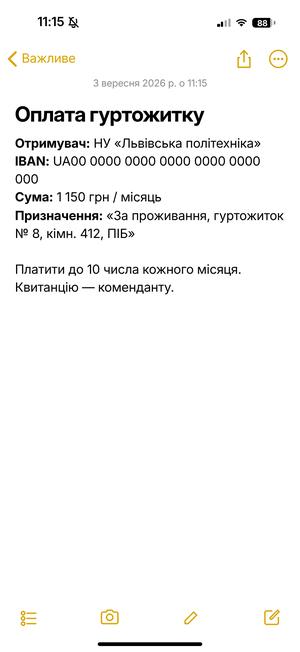 11:15
88
Важливе
3 вересня 2026 р. о 11:15
Оплата гуртожитку
Отримувач: НУ «Львівська політехніка»
IBAN: UA00 0000 0000 0000 0000 0000
000
Сума: 1 150 грн / місяць
Призначення: «За проживання, гуртожиток
№ 8, кімн. 412, ПІБ»
Платити до 10 числа кожного місяця.
Квитанцію — коменданту.